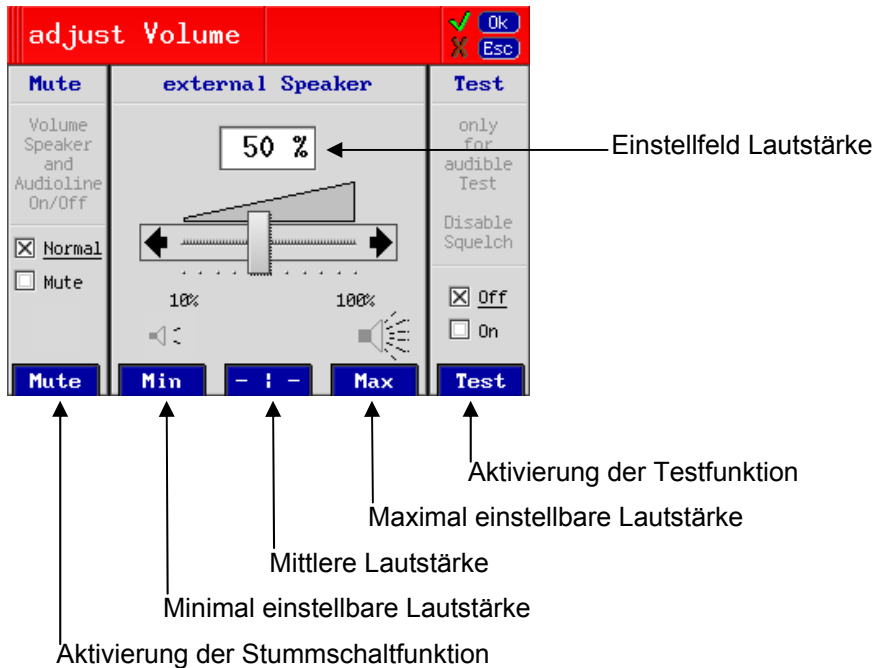 adjust Volume
Ok
Esc
Mute
external Speaker
Test
Volume
Speaker
and
Audioline
On/Off
Normal
Mute
50 %
10%
100%
only
for
audible
Test
Disable
Squelch
Off
On
Mute
Min
- ¦ -
Max
Test
Einstellfeld Lautstärke
Aktivierung der Testfunktion
Maximal einstellbare Lautstärke
Mittlere Lautstärke
Minimal einstellbare Lautstärke
Aktivierung der Stummschaltfunktion